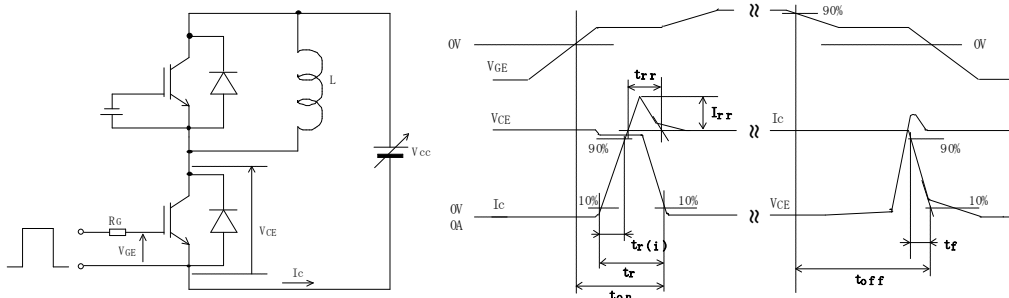 L
Vcc
RG
VGE
VCE
Ic
0V
VGE
trr
Irr
VCE
90%
10%
10%
0V
0A
Ic
tr(i)
tr
ton
90%
0V
Ic
90%
VCE
10%
tf
toff